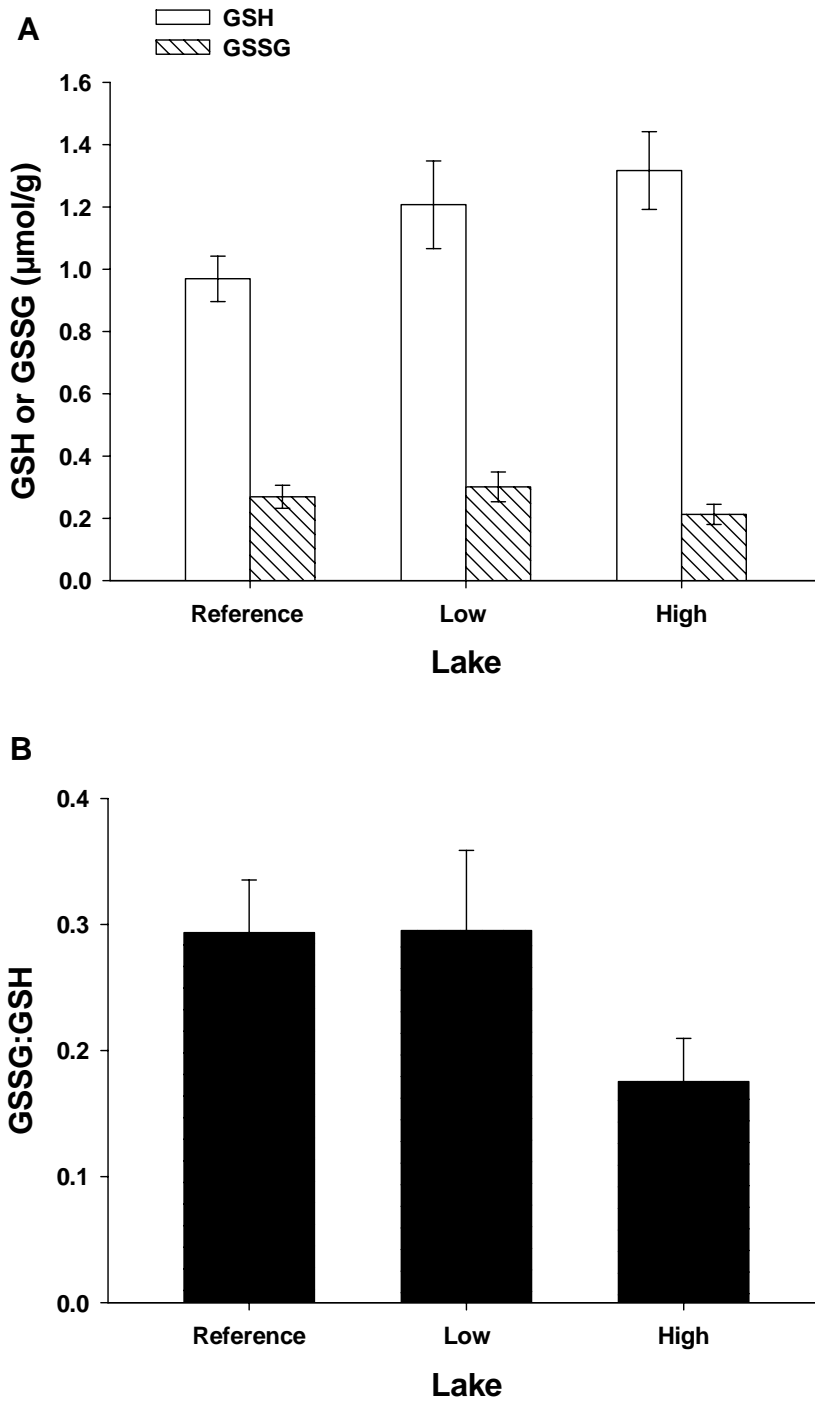 A
GSH
GSSG
1.6
1.4
1.2
1.0
0.8
0.6
0.4
0.2
0.0
GSH or GSSG (µmol/g)
Reference Low High
Lake
B
0.4
0.3
0.2
0.1
0.0
GSSG:GSH
Reference Low High
Lake